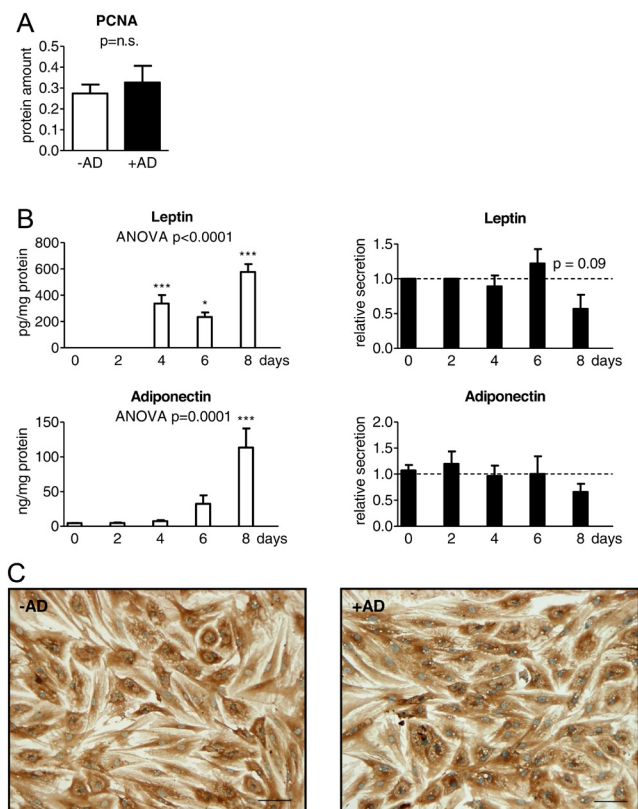 A
PCNA
p=n.s.
protein amount
0.5
0.4
0.3
0.2
0.1
0.0
-AD +AD
B
Leptin
ANOVA p<0.0001
pg/mg protein
800
600
400
200
0
*** * ***
0 2 4 6 8 days
Leptin
relative secretion
1.5
1.0
0.5
0.0
p = 0.09
0 2 4 6 8 days
Adiponectin
ANOVA p=0.0001
ng/mg protein
150
100
50
0
***
0 2 4 6 8 days
Adiponectin
relative secretion
2.0
1.5
1.0
0.5
0.0
0 2 4 6 8 days
C
-AD
+AD